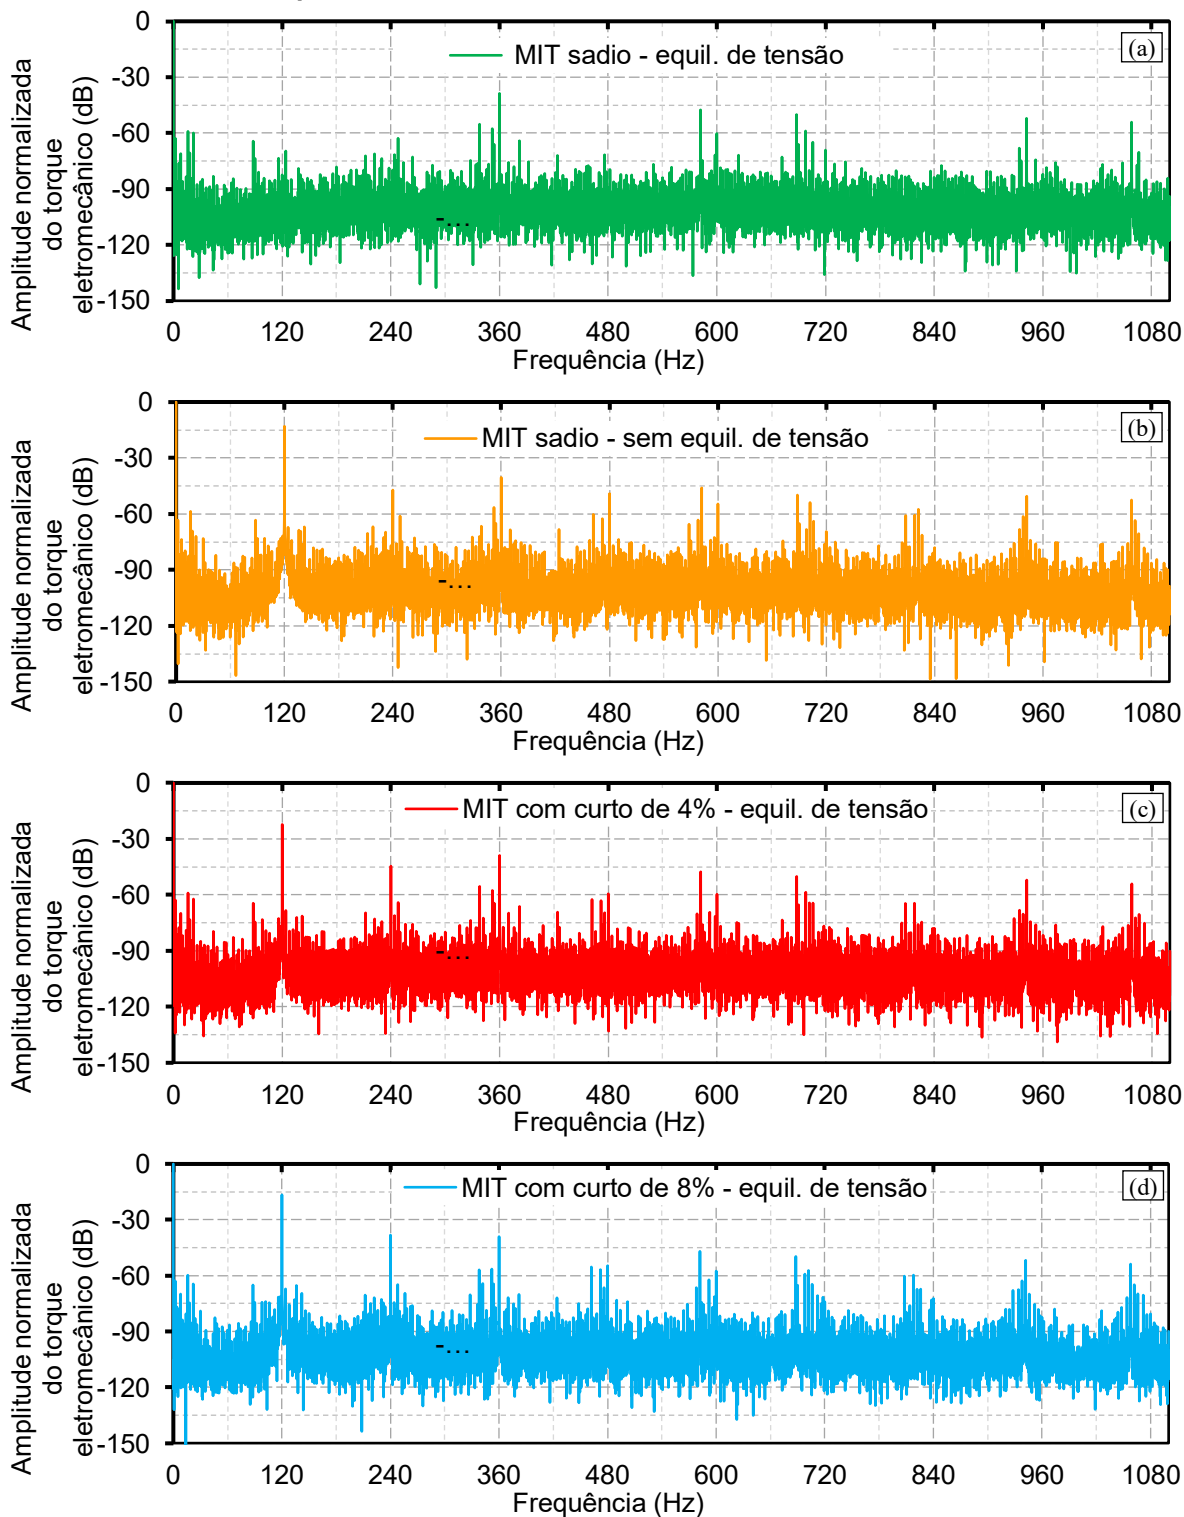 0
-30
-60
-90
-120
-150
Amplitude normalizada
do torque
eletromecânico (dB)
MIT sadio - equil. de tensão
(a)
0 120 240 360 480 600 720 840 960 1080
Frequência (Hz)
0
-30
-60
-90
-120
-150
Amplitude normalizada
do torque
eletromecânico (dB)
MIT sadio - sem equil. de tensão
(b)
0 120 240 360 480 600 720 840 960 1080
Frequência (Hz)
0
-30
-60
-90
-120
-150
Amplitude normalizada
do torque
eletromecânico (dB)
MIT com curto de 4% - equil. de tensão
(c)
0 120 240 360 480 600 720 840 960 1080
Frequência (Hz)
0
-30
-60
-90
-120
-150
Amplitude normalizada
do torque
eletromecânico (dB)
MIT com curto de 8% - equil. de tensão
(d)
0 120 240 360 480 600 720 840 960 1080
Frequência (Hz)